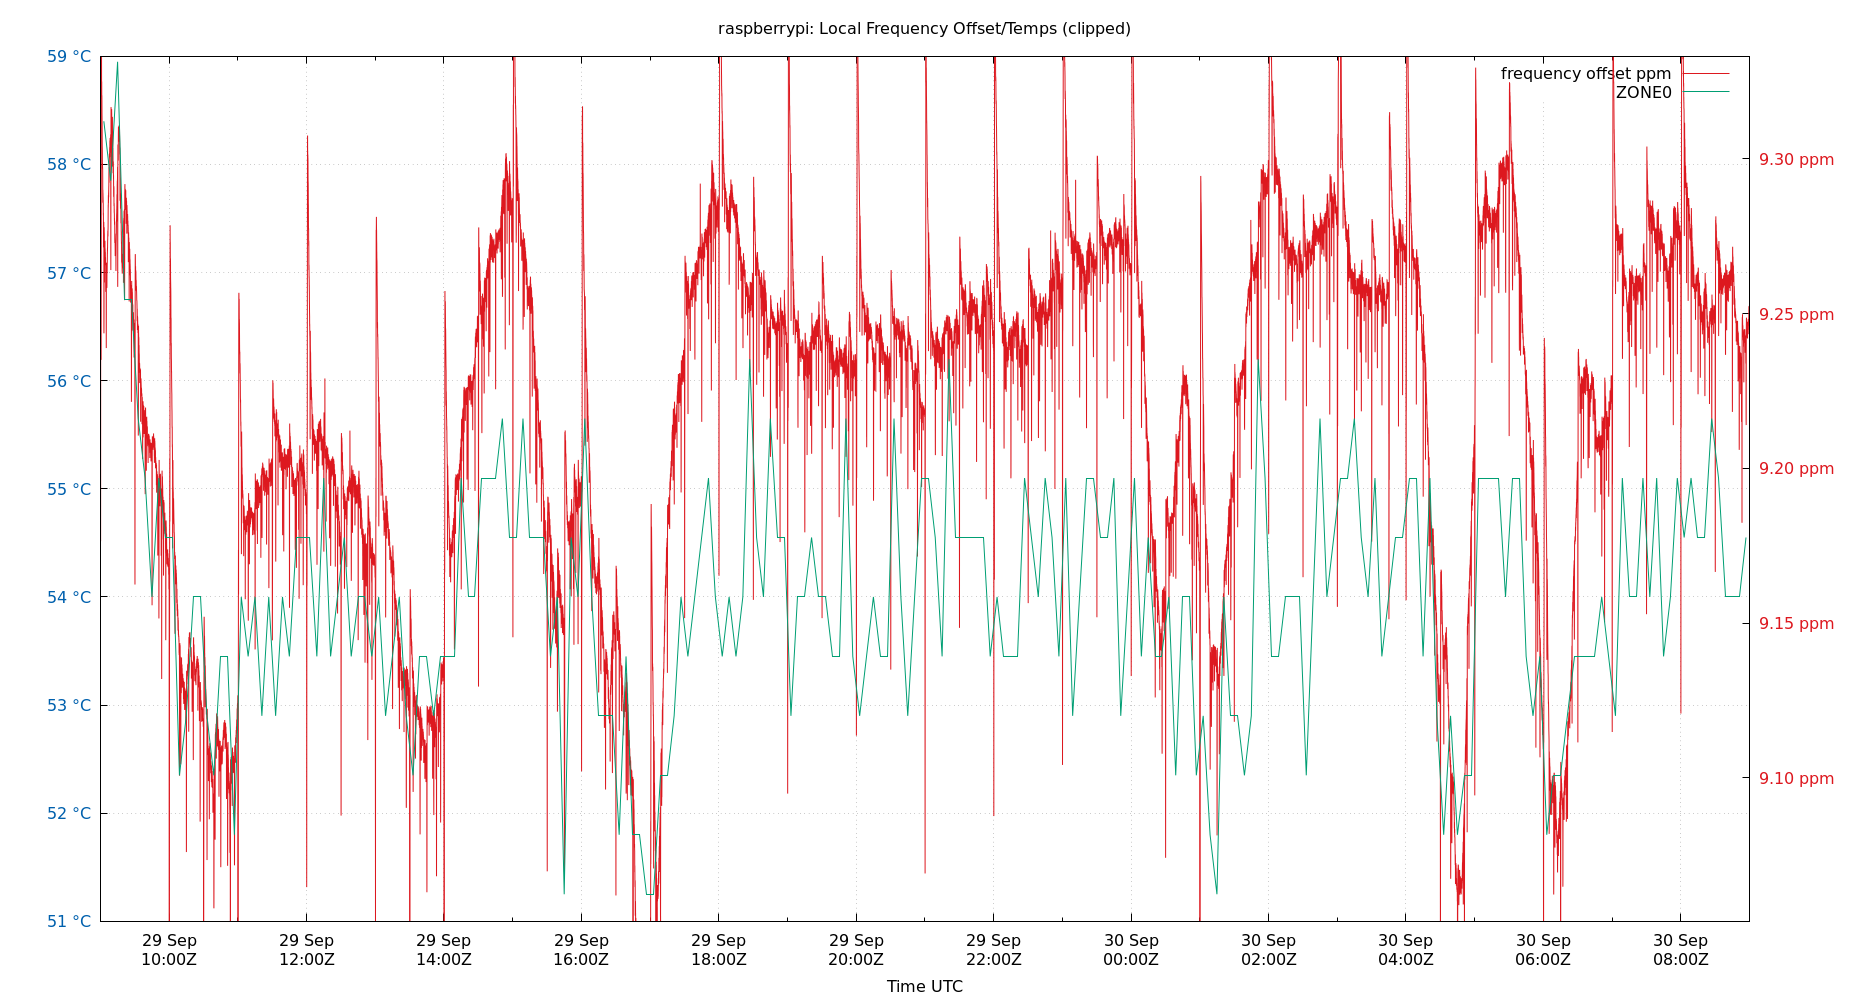 raspberrypi: Local Frequency Offset/Temps (clipped)
59 °C
58 °C
57 °C
56 °C
55 °C
54 °C
53 °C
52 °C
51 °C
frequency offset ppm
ZONE0
9.30 ppm
9.25 ppm
9.20 ppm
9.15 ppm
9.10 ppm
29 Sep 29 Sep 29 Sep 29 Sep 29 Sep 29 Sep 29 Sep 30 Sep 30 Sep 30 Sep 30 Sep 30 Sep
10:00Z 12:00Z 14:00Z 16:00Z 18:00Z 20:00Z 22:00Z 00:00Z 02:00Z 04:00Z 06:00Z 08:00Z
Time UTC